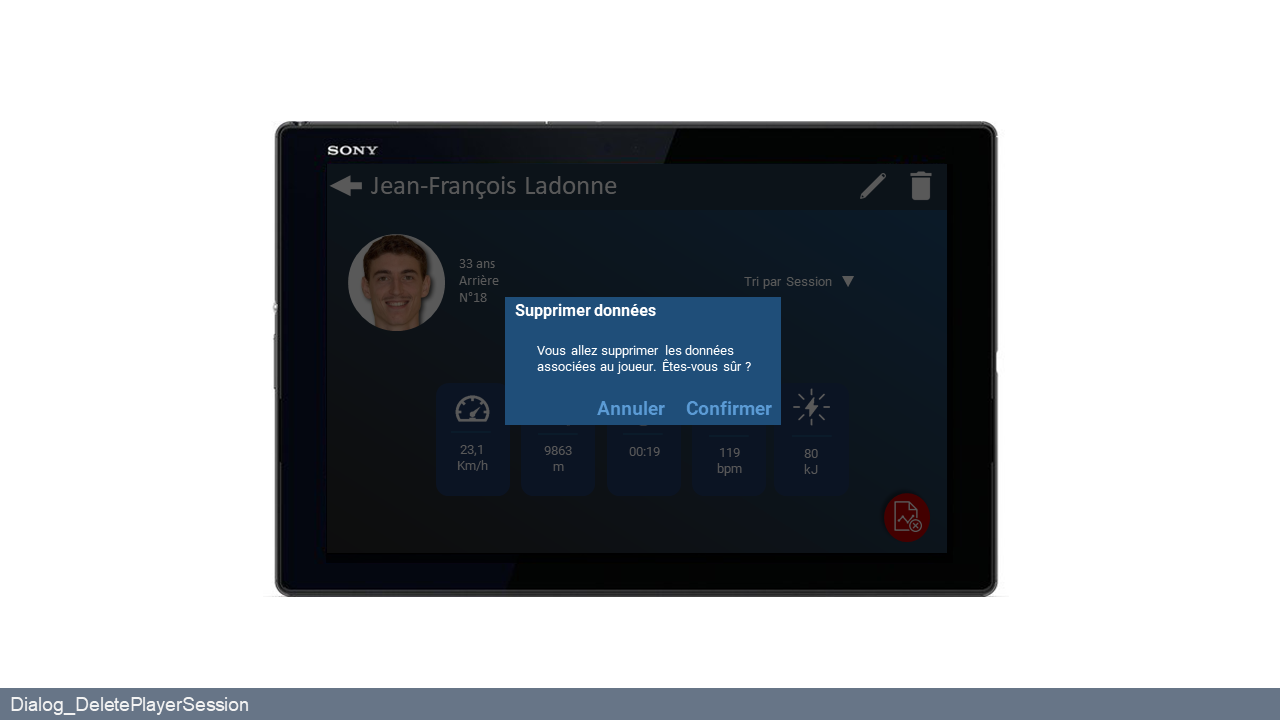 SONY
Jean-François Ladonne
33 ans
Arrière
N°18
Tri par Session
Supprimer données
Vous allez supprimer les données
associées au joueur. Êtes-vous sûr ?
Annuler Confirmer
23,1
Km/h
9863
m
00:19
119
bpm
80
kJ
Dialog_DeletePlayerSession